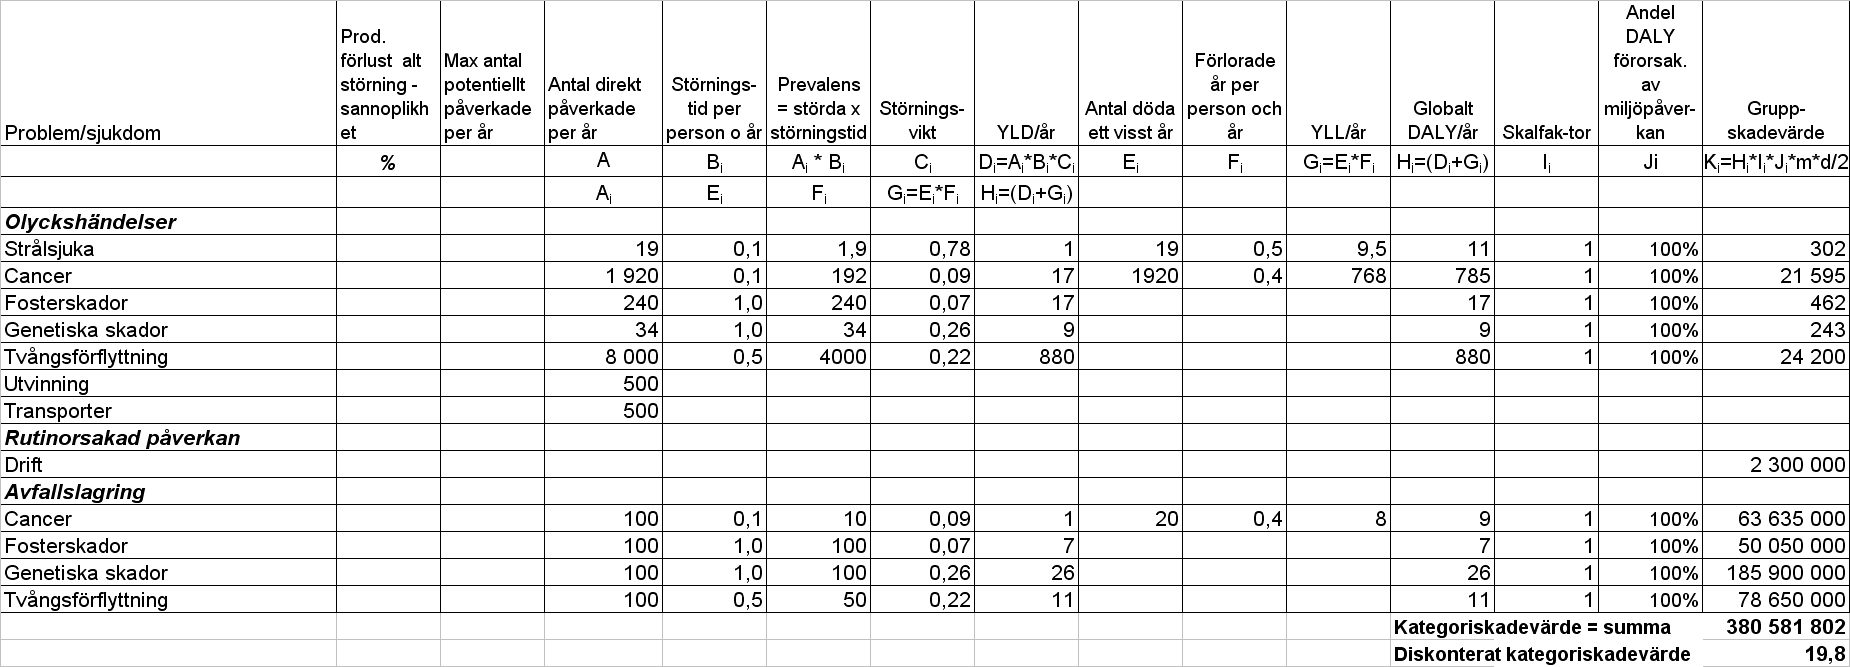 Problem/sjukdom Prod. förlust alt störning - sannoplikh et Max antal potentiellt påverkade per år Antal direkt påverkade per år Störnings- tid per person o år Prevalens = störda x störningstid Störnings- vikt YLD/år Antal döda ett visst år Förlorade år per person och år YLL/år Globalt DALY/år Skalfak-tor Andel DALY förorsak. av miljöpåver- kan Grupp- skadevärde
% A Bi Ai * Bi Ci Di=Ai*Bi*Ci Ei Fi Gi=Ei*Fi Hi=(Di+Gi) Ii Ji Ki=Hi*Ii*Ji*m*d/2
Ai Ei Fi Gi=Ei*Fi Hi=(Di+Gi)
Olyckshändelser
Strålsjuka 19 0,1 1,9 0,78 1 19 0,5 9,5 11 1 100% 302
Cancer 1 920 0,1 192 0,09 17 1920 0,4 768 785 1 100% 21 595
Fosterskador 240 1,0 240 0,07 17 17 1 100% 462
Genetiska skador 34 1,0 34 0,26 9 9 1 100% 243
Tvångsförflyttning 8 000 0,5 4000 0,22 880 880 1 100% 24 200
Utvinning 500
Transporter 500
Rutinorsakad påverkan
Drift 2 300 000
Avfallslagring
Cancer 100 0,1 10 0,09 1 20 0,4 8 9 1 100% 63 635 000
Fosterskador 100 1,0 100 0,07 7 7 1 100% 50 050 000
Genetiska skador 100 1,0 100 0,26 26 26 1 100% 185 900 000
Tvångsförflyttning 100 0,5 50 0,22 11 11 1 100% 78 650 000
Kategoriskadevärde = summa 380 581 802
Diskonterat kategoriskadevärde 19,8